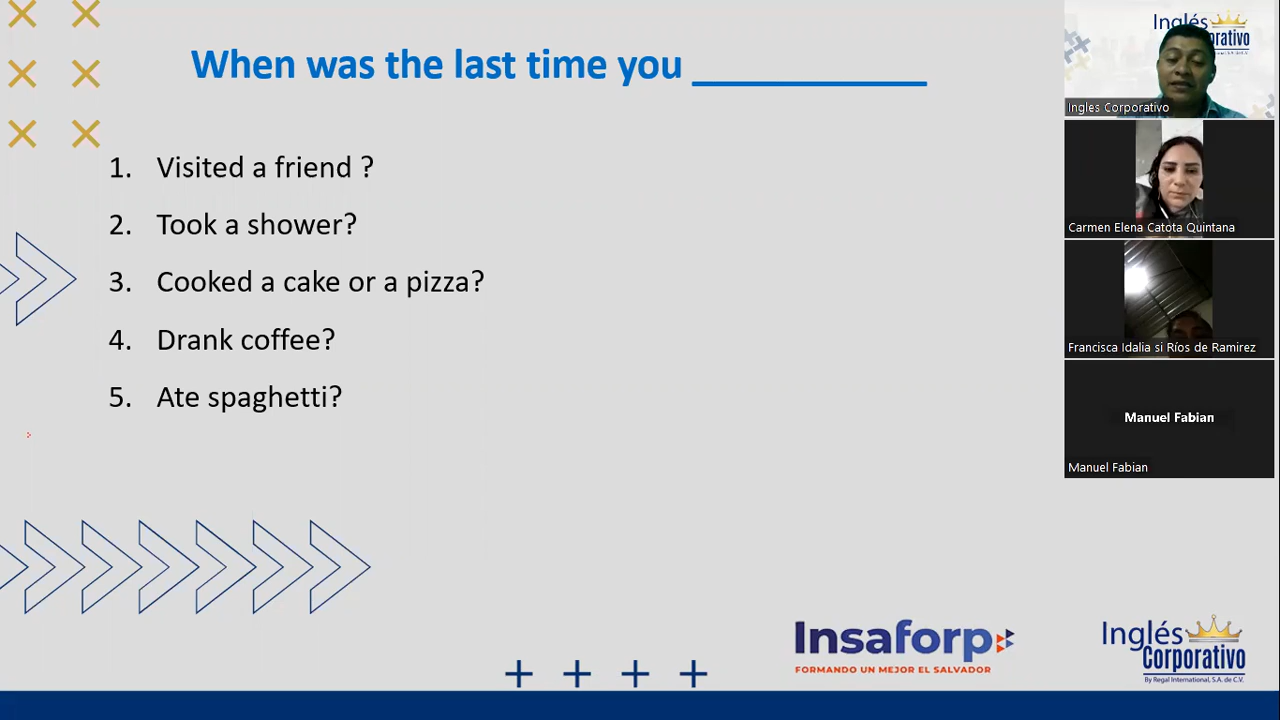 When was the last time you ___________
1. Visited a friend ?
2. Took a shower?
3. Cooked a cake or a pizza?
4. Drank coffee?
5. Ate spaghetti?
Insaforp
FORMANDO UN MEJOR EL SALVADOR
Inglés
Corporativo
By Regal International, S.A. de C.V.
Inglés
Ingles Corporativo
Carmen Elena Catota Quintana
Francisca Idalia si Ríos de Ramirez
Manuel Fabian
Manuel Fabian